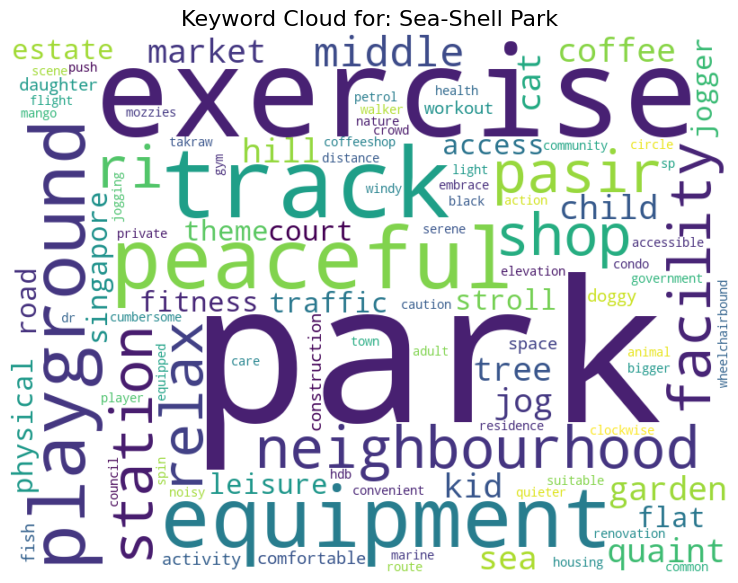 Keyword Cloud for: Sea-Shell Park
estate
market
middle
coffee
scene
push
daughter
flight
mango
mozzies
exercise
petrol
health
walker
workout
nature
crowd
cat
jogger
playground
ri
takraw
gym
hill
coffeeshop
distance
access
community
circle
track
light
sp
pasir
windy
embrace
black
action
child
jogging
singapore
private
theme
court
serene
shop
accessible
facility
peaceful
elevation
condo
government
road
dr
cumbersome
fitness
traffic
caution
stroll
doggy
wheelchairbound
park
station
relax
construction
town
adult
space
animal
bigger
care
tree
physical
equipped
player
jog
residence
clockwise
neighbourhood
council
spin
noisy
leisure
hdb
convenient
kid
quieter
suitable
garden
equipment
flat
renovation
fish
activity
comfortable
marine
route
sea
housing
quaint
common